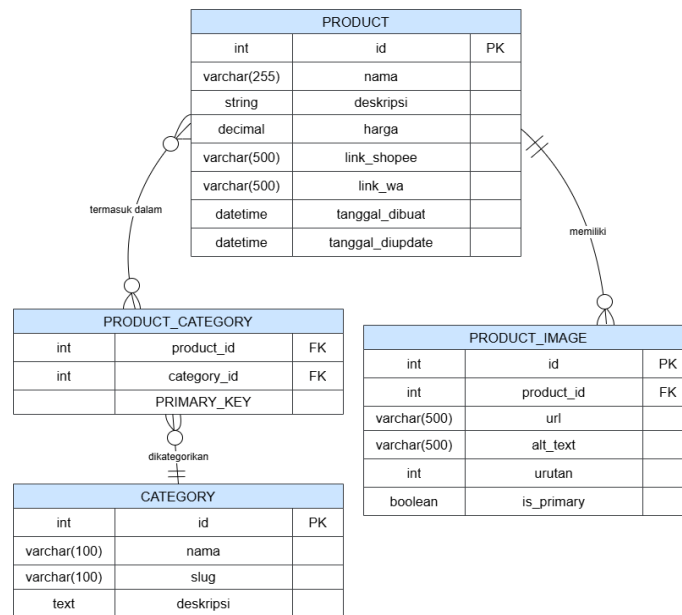 PRODUCT
int id PK
varchar(255) nama
string deskripsi
decimal harga
varchar(500) link_shopee
varchar(500) link_wa
datetime tanggal_dibuat
datetime tanggal_diupdate
termasuk dalam
memiliki
PRODUCT_CATEGORY
int product_id FK
int category_id FK
PRIMARY_KEY
PRODUCT_IMAGE
int id PK
int product_id FK
varchar(500) url
varchar(500) alt_text
int urutan
boolean is_primary
dikategorikan
CATEGORY
int id PK
varchar(100) nama
varchar(100) slug
text deskripsi